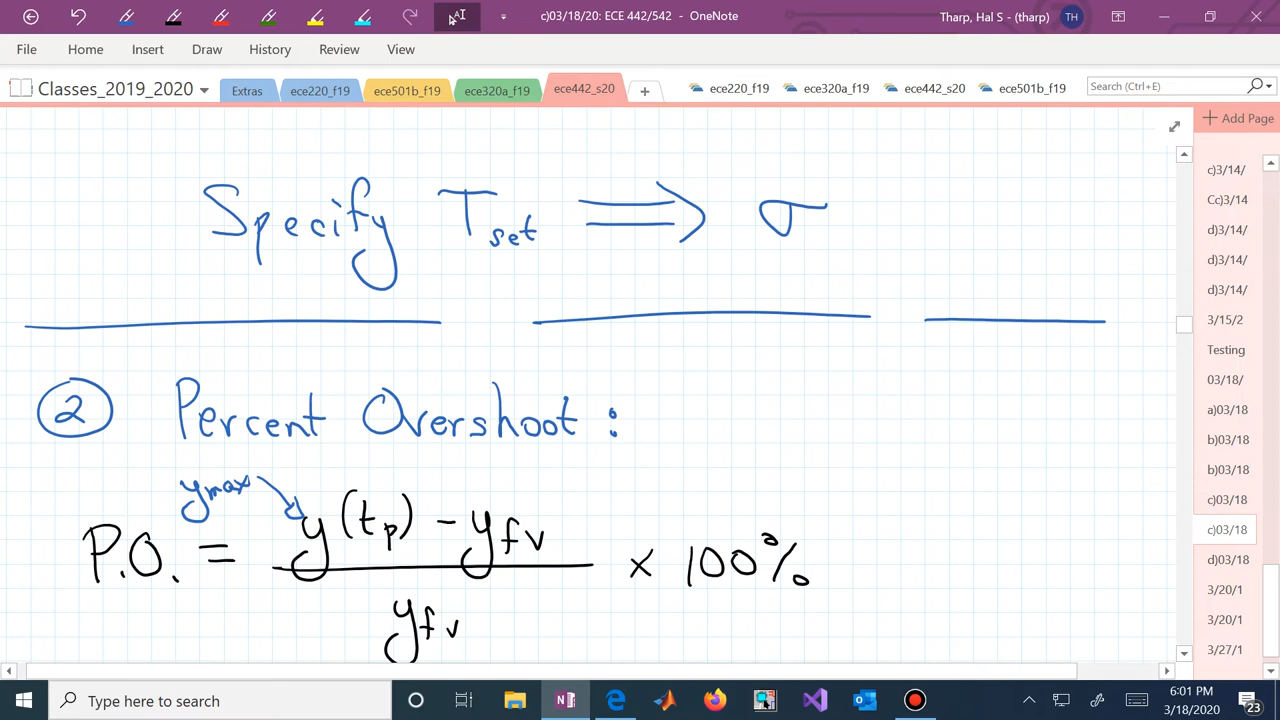 c)03/18/20: ECE 442/542 - OneNote
Tharp, Hal S - (tharp) TH
File Home Insert Draw History Review View
Classes_2019_2020 Extras ece220_f19 ece501b_f19 ece320a_f19 ece442_s20 + ece220_f19 ece320a_f19 ece442_s20 ece501b_f19 Search (Ctrl+E)
Add Page
c)3/14/
Cc)3/14
d)3/14/
d)3/14/
d)3/14/
3/15/2
Testing
03/18/
a)03/18
b)03/18
b)03/18
c)03/18
c)03/18
d)03/18
3/20/1
3/20/1
3/27/1
Specify Tset ⟹ σ
② Percent Overshoot :
ymax
P.O. = y(tp) - yfv × 100%
yfv
Type here to search
6:01 PM
3/18/2020
23